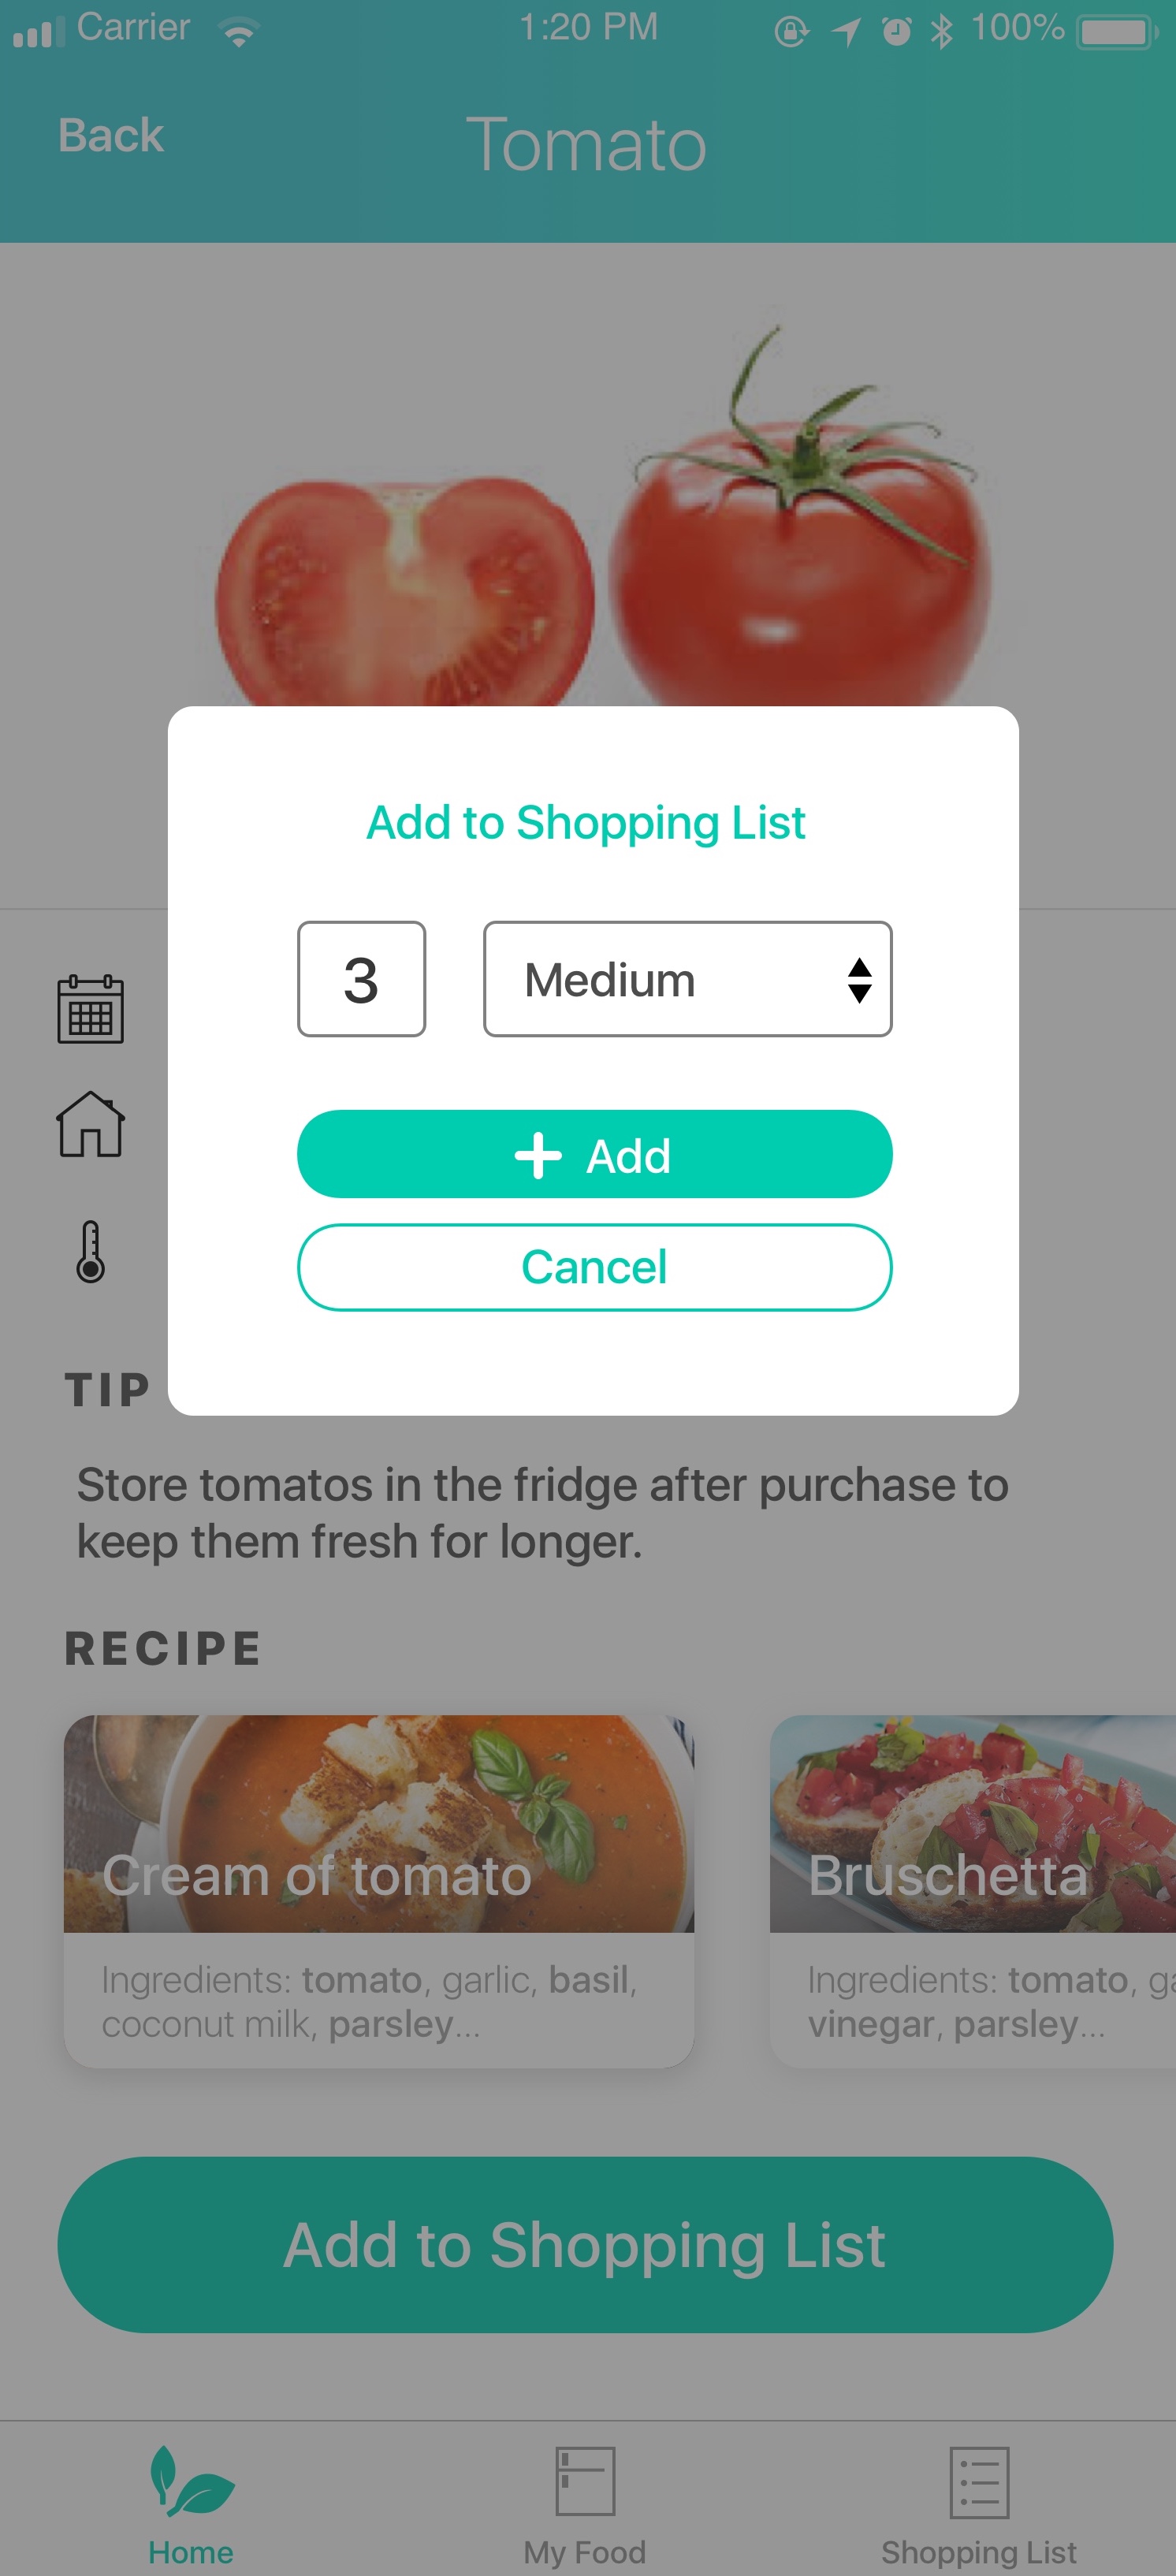 Carrier 1:20 PM 100%
Back Tomato
Add to Shopping List
3 Medium
Add
Cancel
TIP
Store tomatos in the fridge after purchase to
keep them fresh for longer.
RECIPE
Cream of tomato
Ingredients: tomato, garlic, basil,
coconut milk, parsley...
Bruschetta
Ingredients: tomato, ga
vinegar, parsley...
Add to Shopping List
Home My Food Shopping List